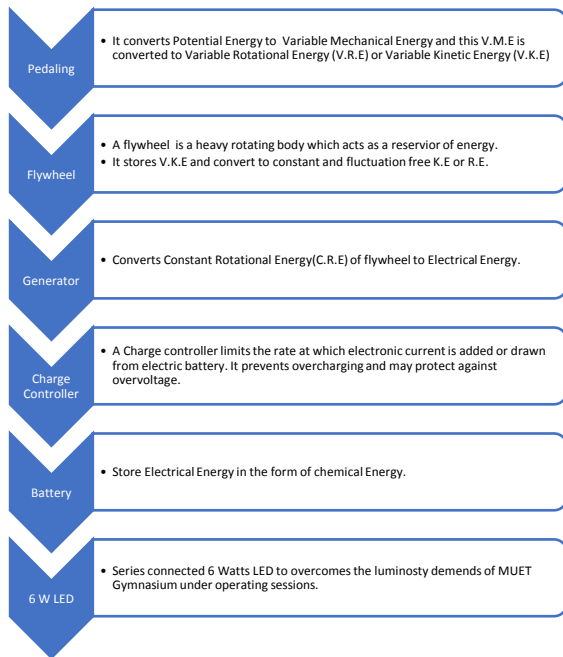 Pedaling
• It converts Potential Energy to Variable Mechanical Energy and this V.M.E is
converted to Variable Rotational Energy (V.R.E) or Variable Kinetic Energy (V.K.E)
Flywheel
• A flywheel is a heavy rotating body which acts as a reservior of energy.
• It stores V.K.E and convert to constant and fluctuation free K.E or R.E.
Generator
• Converts Constant Rotational Energy(C.R.E) of flywheel to Electrical Energy.
Charge
Controller
• A Charge controller limits the rate at which electronic current is added or drawn
from electric battery. It prevents overcharging and may protect against
overvoltage.
Battery
• Store Electrical Energy in the form of chemical Energy.
6 W LED
• Series connected 6 Watts LED to overcomes the luminosty demends of MUET
Gymnasium under operating sessions.